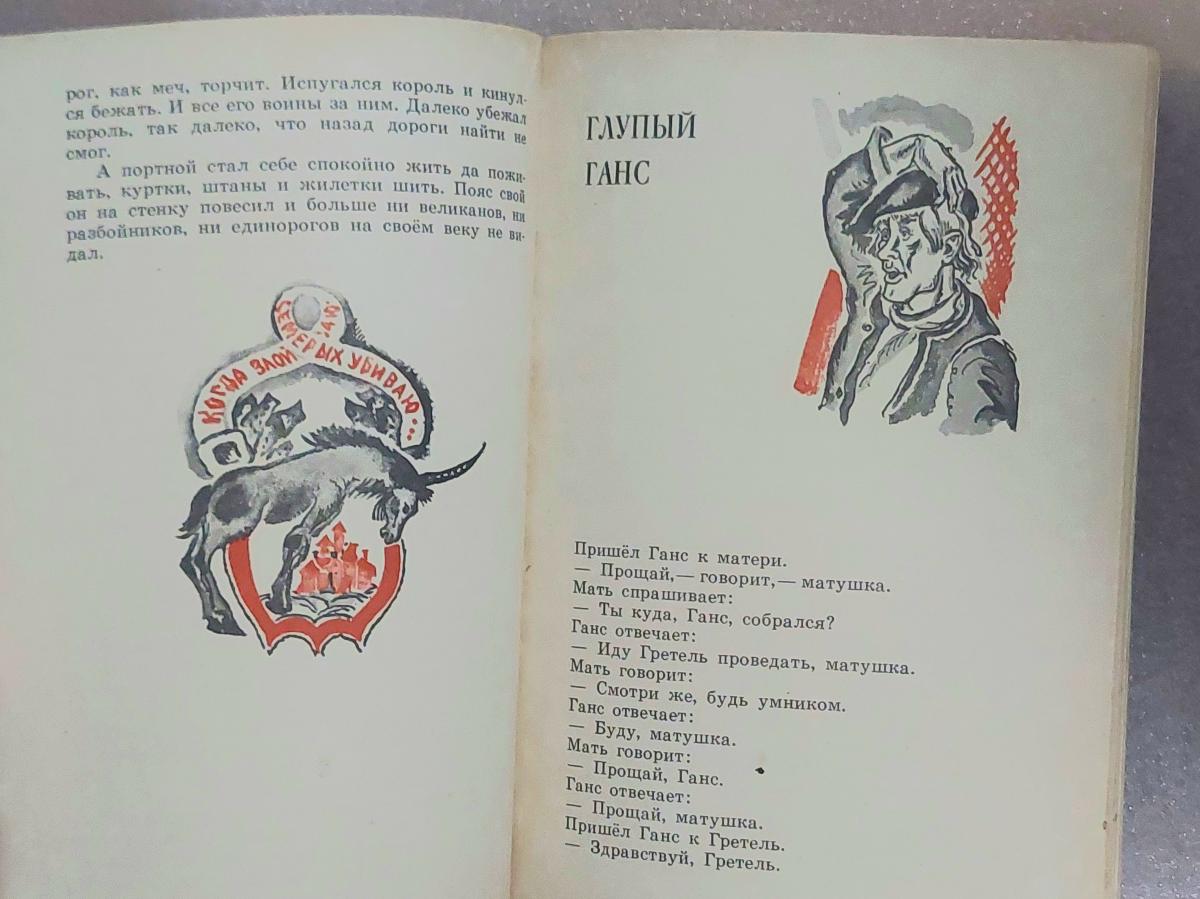 рог, как меч, торчит. Испугался король и кинул-
ся бежать. И все его воины за ним. Далеко убежал
король, так далеко, что назад дороги найти не
смог.
А портной стал себе спокойно жить да пожи-
вать, куртки, штаны и жилетки шить. Пояс свой
он на стенку повесил и больше ни великанов, ни
разбойников, ни единорогов на своём веку не ви-
дал.
КОГДА ЗЛОЙ
СЕМЕРЫХ УБИВАЮ...
ГЛУПЫЙ
ГАНС
Пришёл Ганс к матери.
— Прощай,— говорит,— матушка.
Мать спрашивает:
— Ты куда, Ганс, собрался?
Ганс отвечает:
— Иду Гретель проведать, матушка.
Мать говорит:
— Смотри же, будь умником.
Ганс отвечает:
— Буду, матушка.
Мать говорит:
— Прощай, Ганс.
Ганс отвечает:
— Прощай, матушка.
Пришёл Ганс к Гретель.
— Здравствуй, Гретель.